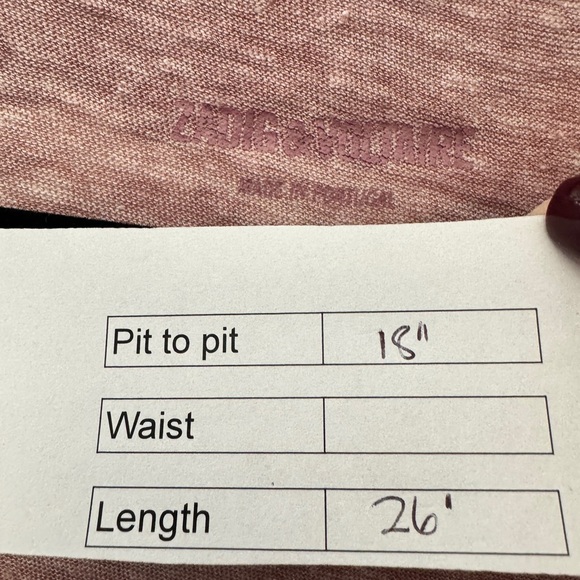 ZADIG & VOLTAIRE
MADE IN PORTUGAL
Pit to pit 18"
Waist
Length 26'